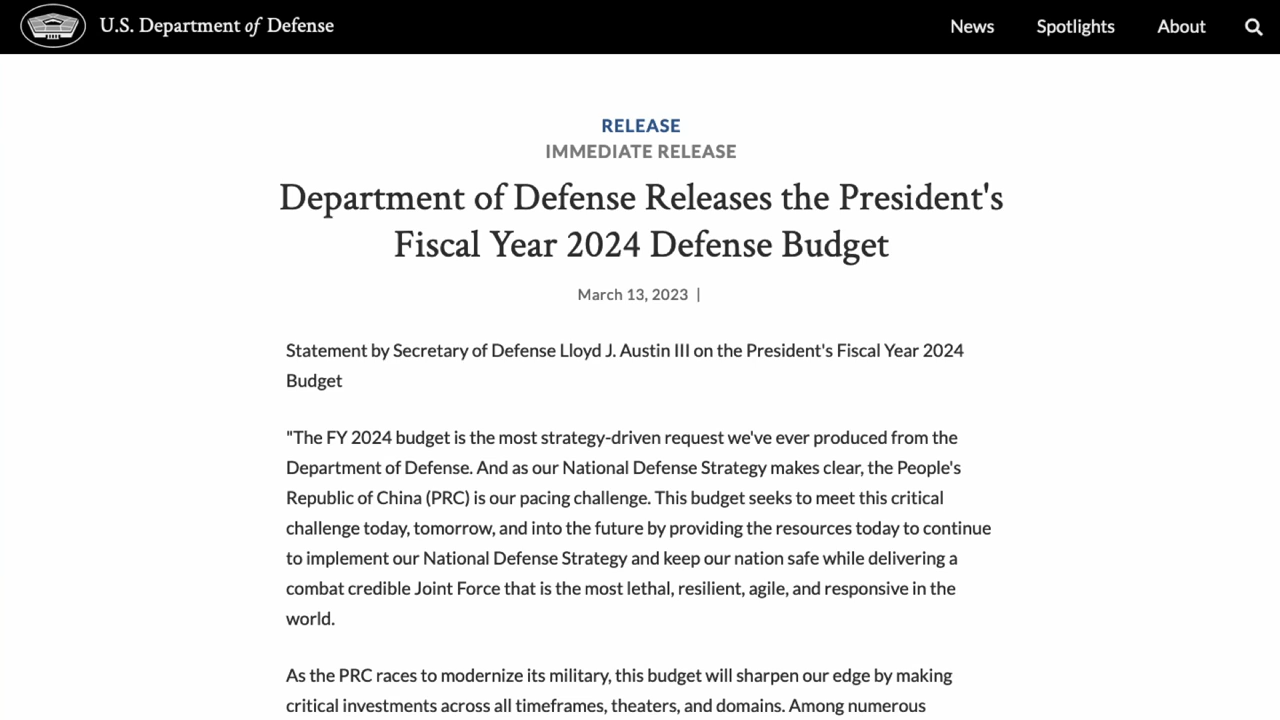 U.S. Department of Defense
News
Spotlights
About
RELEASE
IMMEDIATE RELEASE
Department of Defense Releases the President's
Fiscal Year 2024 Defense Budget
March 13, 2023 |
Statement by Secretary of Defense Lloyd J. Austin III on the President's Fiscal Year 2024
Budget
"The FY 2024 budget is the most strategy-driven request we've ever produced from the
Department of Defense. And as our National Defense Strategy makes clear, the People's
Republic of China (PRC) is our pacing challenge. This budget seeks to meet this critical
challenge today, tomorrow, and into the future by providing the resources today to continue
to implement our National Defense Strategy and keep our nation safe while delivering a
combat credible Joint Force that is the most lethal, resilient, agile, and responsive in the
world.
As the PRC races to modernize its military, this budget will sharpen our edge by making
critical investments across all timeframes, theaters, and domains. Among numerous